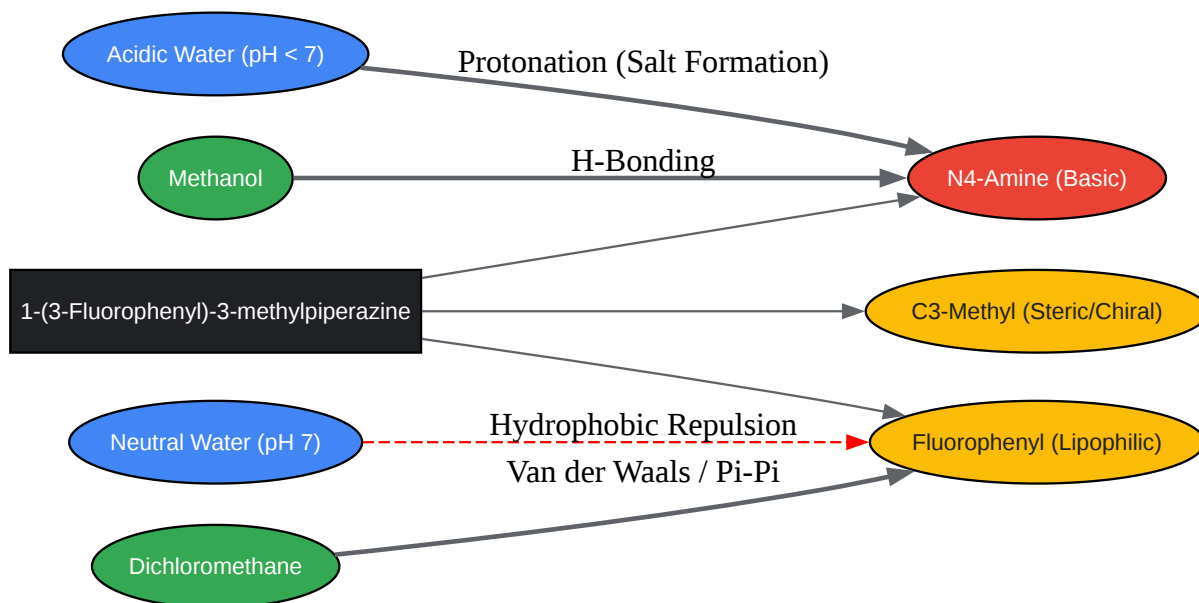 Acidic Water (pH < 7)
Protonation (Salt Formation)
Methanol
H-Bonding
N4-Amine (Basic)
1-(3-Fluorophenyl)-3-methylpiperazine
C3-Methyl (Steric/Chiral)
Neutral Water (pH 7)
Hydrophobic Repulsion
Fluorophenyl (Lipophilic)
Van der Waals / Pi-Pi
Dichloromethane